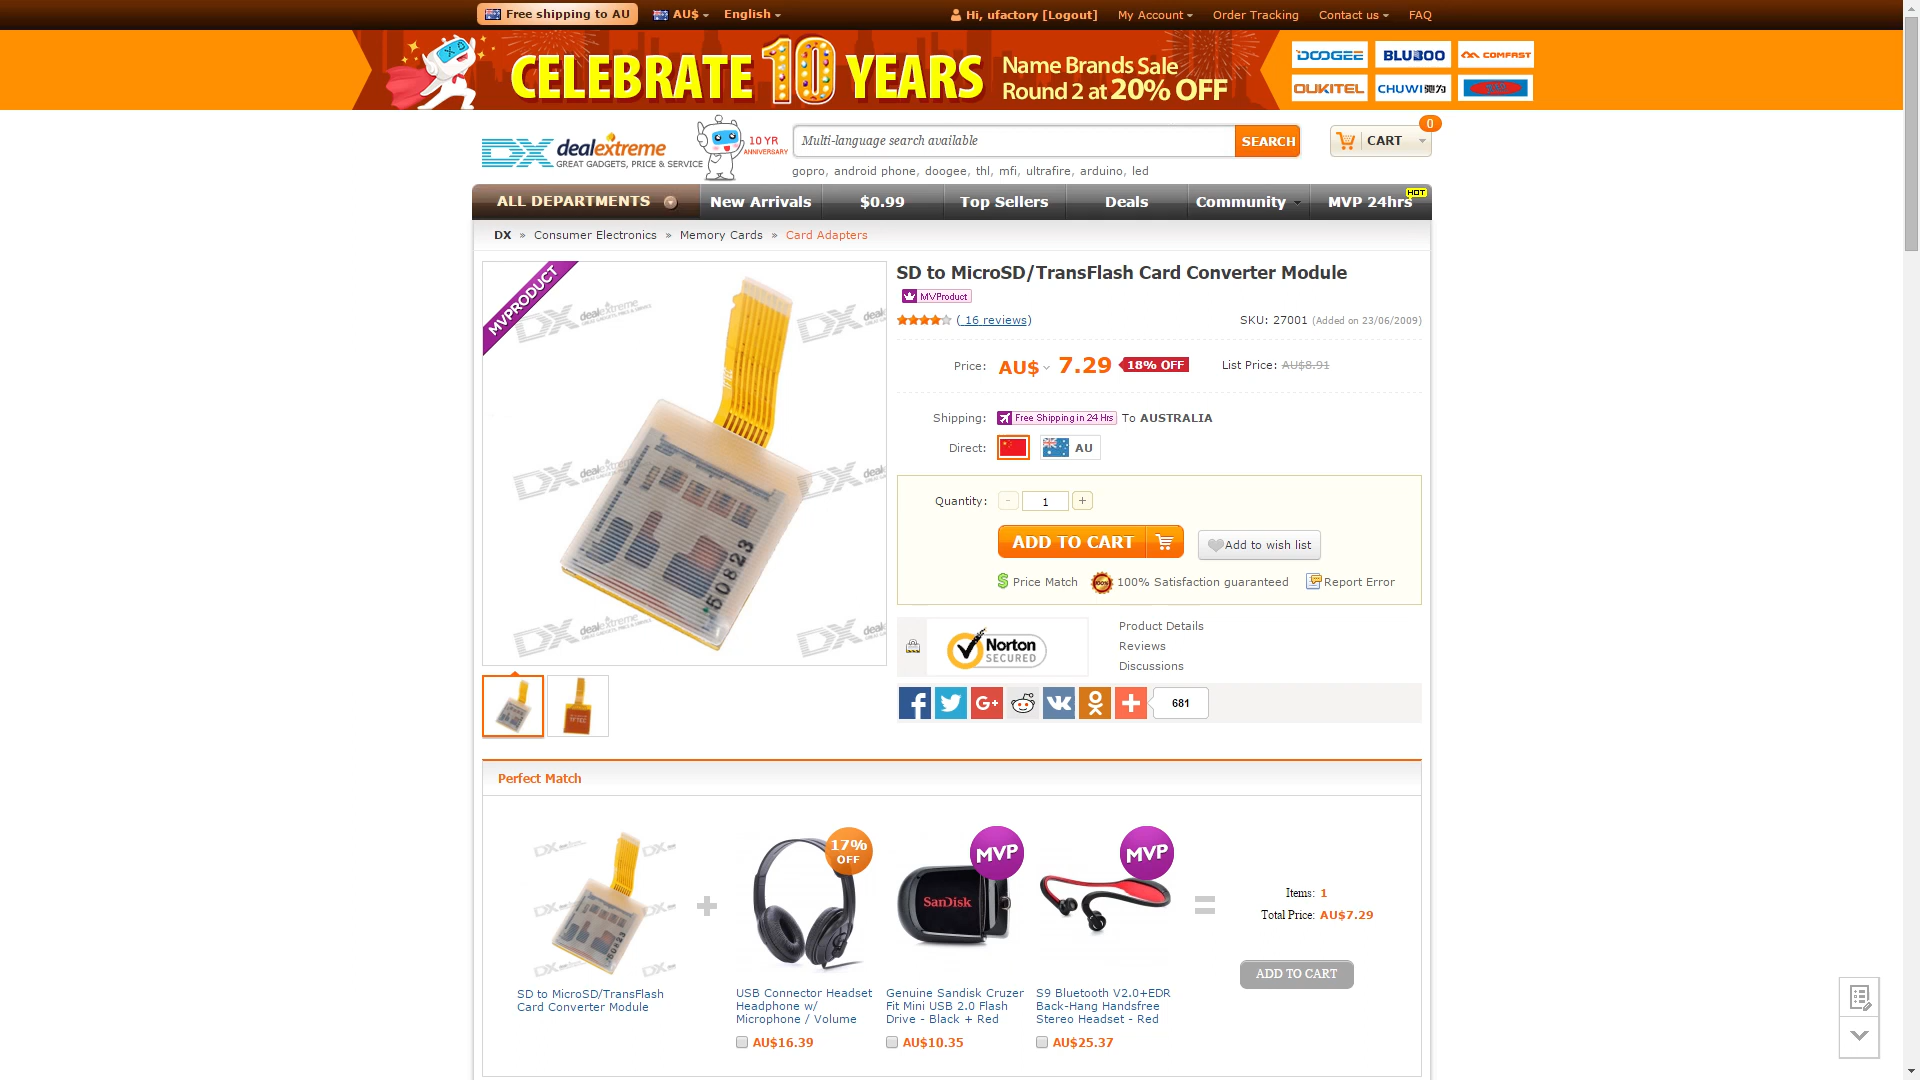 Free shipping to AU
AU$
English
Hi, ufactory [Logout]
My Account
Order Tracking
Contact us
FAQ
CELEBRATE 10 YEARS
Name Brands Sale
Round 2 at 20% OFF
DOOGEE
BLUBOO
COMFAST
OUKITEL
CHUWI驰为
DX dealextreme
GREAT GADGETS, PRICE & SERVICE
10 YR
ANNIVERSARY
Multi-language search available
SEARCH
CART
0
gopro, android phone, doogee, thl, mfi, ultrafire, arduino, led
ALL DEPARTMENTS
New Arrivals
$0.99
Top Sellers
Deals
Community
MVP 24hrs
HOT
DX » Consumer Electronics » Memory Cards » Card Adapters
MVPRODUCT
DX dealextreme
50823
SD to MicroSD/TransFlash Card Converter Module
MVProduct
( 16 reviews)
SKU: 27001 (Added on 23/06/2009)
Price: AU$ 7.29 18% OFF
List Price: AU$8.91
Shipping: Free Shipping in 24 Hrs To AUSTRALIA
Direct: AU
Quantity: - 1 +
ADD TO CART
Add to wish list
Price Match
100% Satisfaction guaranteed
Report Error
Norton
SECURED
Product Details
Reviews
Discussions
681
Perfect Match
17%
OFF
SanDisk
MVP
MVP
SD to MicroSD/TransFlash
Card Converter Module
USB Connector Headset
Headphone w/
Microphone / Volume
AU$16.39
Genuine Sandisk Cruzer
Fit Mini USB 2.0 Flash
Drive - Black + Red
AU$10.35
S9 Bluetooth V2.0+EDR
Back-Hang Handsfree
Stereo Headset - Red
AU$25.37
Items: 1
Total Price: AU$7.29
ADD TO CART